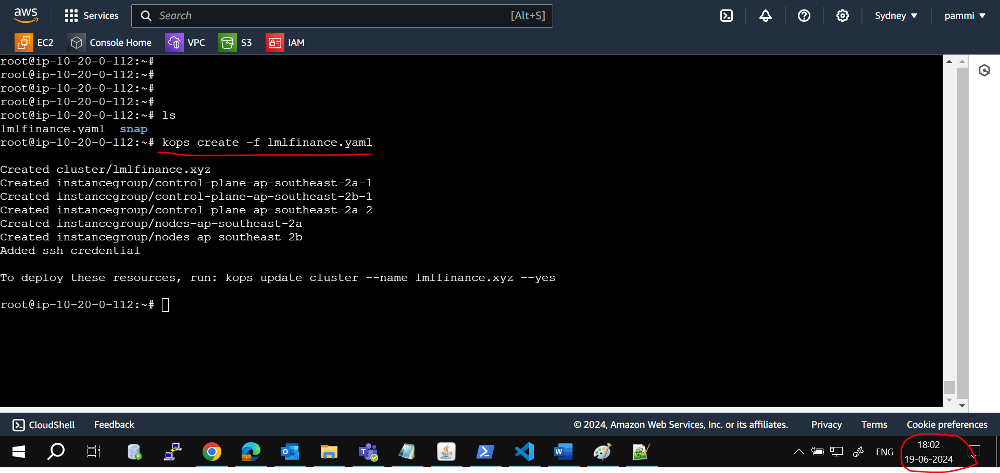 aws
Services
Search
[Alt+S]
Sydney
pammi
EC2
Console Home
VPC
S3
IAM
root@ip-10-20-0-112:~#
root@ip-10-20-0-112:~#
root@ip-10-20-0-112:~#
root@ip-10-20-0-112:~#
root@ip-10-20-0-112:~# ls
lmlfinance.yaml  snap
root@ip-10-20-0-112:~# kops create -f lmlfinance.yaml
Created cluster/lmlfinance.xyz
Created instancegroup/control-plane-ap-southeast-2a-1
Created instancegroup/control-plane-ap-southeast-2b-1
Created instancegroup/control-plane-ap-southeast-2a-2
Created instancegroup/nodes-ap-southeast-2a
Created instancegroup/nodes-ap-southeast-2b
Added ssh credential
To deploy these resources, run: kops update cluster --name lmlfinance.xyz --yes
root@ip-10-20-0-112:~#
CloudShell
Feedback
© 2024, Amazon Web Services, Inc. or its affiliates.
Privacy
Terms
Cookie preferences
ENG
18:02
19-06-2024